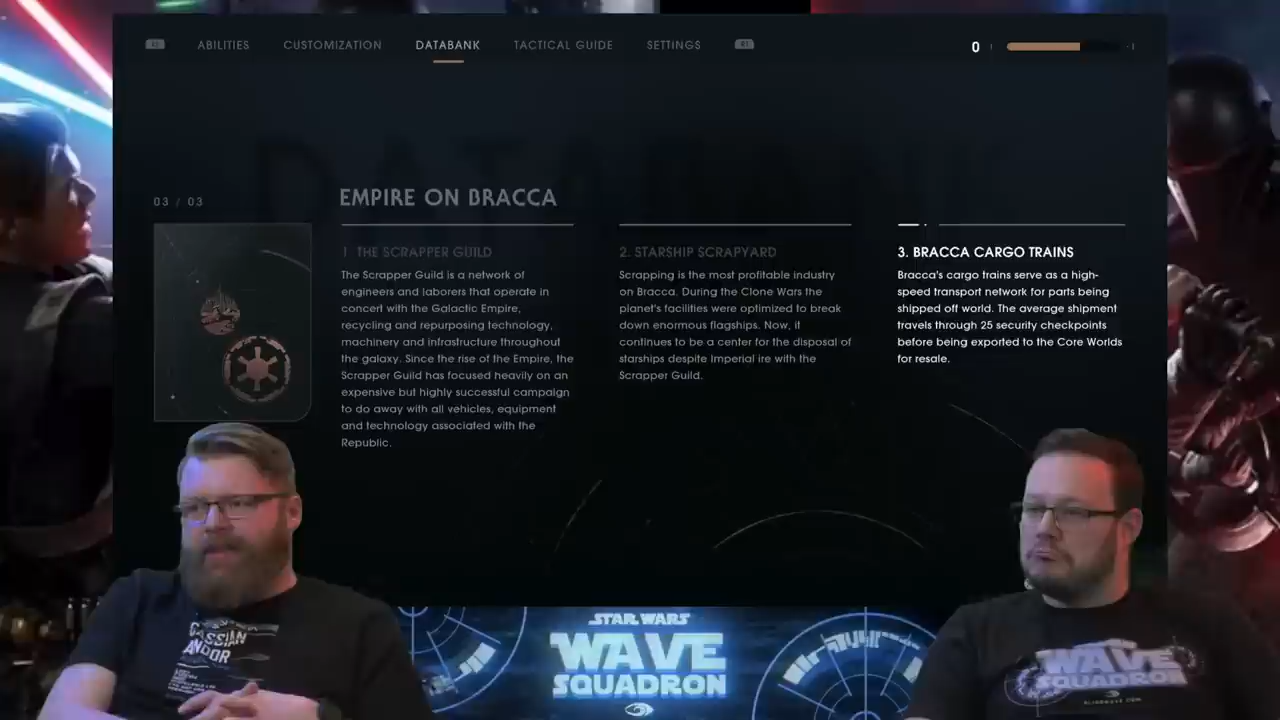 ABILITIES CUSTOMIZATION DATABANK TACTICAL GUIDE SETTINGS
0
03 / 03
EMPIRE ON BRACCA
1 THE SCRAPPER GUILD
The Scrapper Guild is a network of
engineers and laborers that operate in
concert with the Galactic Empire,
recycling and repurposing technology,
machinery and infrastructure throughout
the galaxy. Since the rise of the Empire, the
Scrapper Guild has focused heavily on an
expensive but highly successful campaign
to do away with all vehicles, equipment
and technology associated with the
Republic.
2. STARSHIP SCRAPYARD
Scrapping is the most profitable industry
on Bracca. During the Clone Wars the
planet's facilities were optimized to break
down enormous flagships. Now, it
continues to be a center for the disposal of
starships despite Imperial ire with the
Scrapper Guild.
3. BRACCA CARGO TRAINS
Bracca's cargo trains serve as a high-
speed transport network for parts being
shipped off world. The average shipment
travels through 25 security checkpoints
before being exported to the Core Worlds
for resale.
CASSIAN
ANDOR
STAR WARS
WAVE
SQUADRON
WAVE
SQUADRON